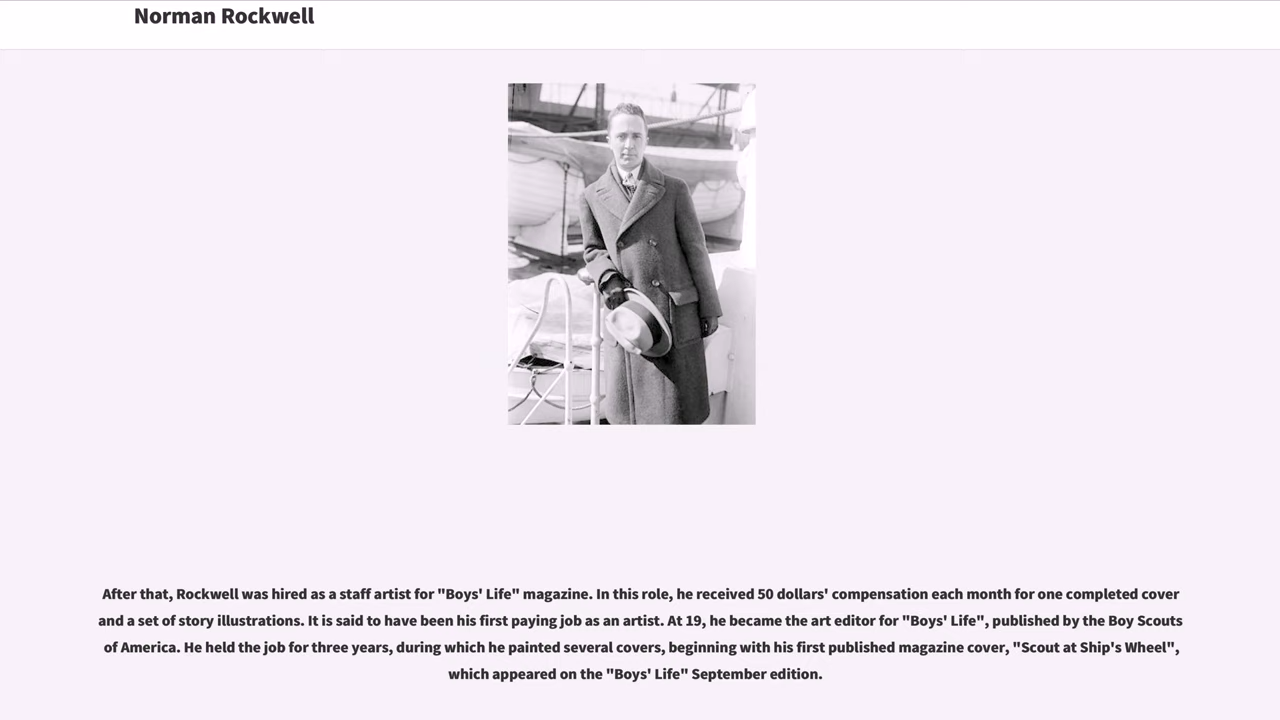 Norman Rockwell
After that, Rockwell was hired as a staff artist for "Boys' Life" magazine. In this role, he received 50 dollars' compensation each month for one completed cover
and a set of story illustrations. It is said to have been his first paying job as an artist. At 19, he became the art editor for "Boys' Life", published by the Boy Scouts
of America. He held the job for three years, during which he painted several covers, beginning with his first published magazine cover, "Scout at Ship's Wheel",
which appeared on the "Boys' Life" September edition.